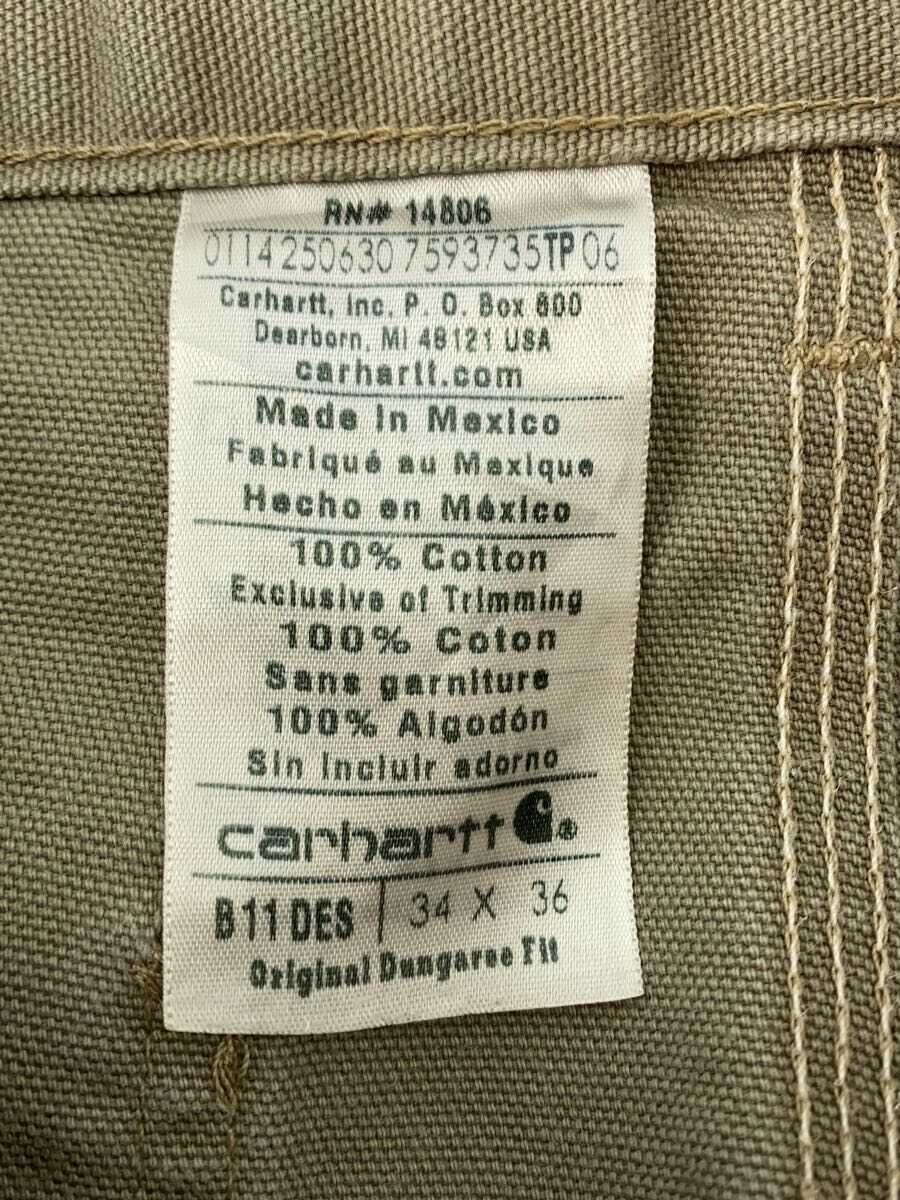 RN# 14806
0114250630 7593735TP 06
Carhartt, Inc. P. O. Box 600
Dearborn, MI 48121 USA
carhartt.com
Made in Mexico
Fabriqué au Mexique
Hecho en México
100% Cotton
Exclusive of Trimming
100% Coton
Sans garniture
100% Algodón
Sin Incluir adorno
carhartt ®
B11 DES | 34 X 36
Original Dungaree Fit